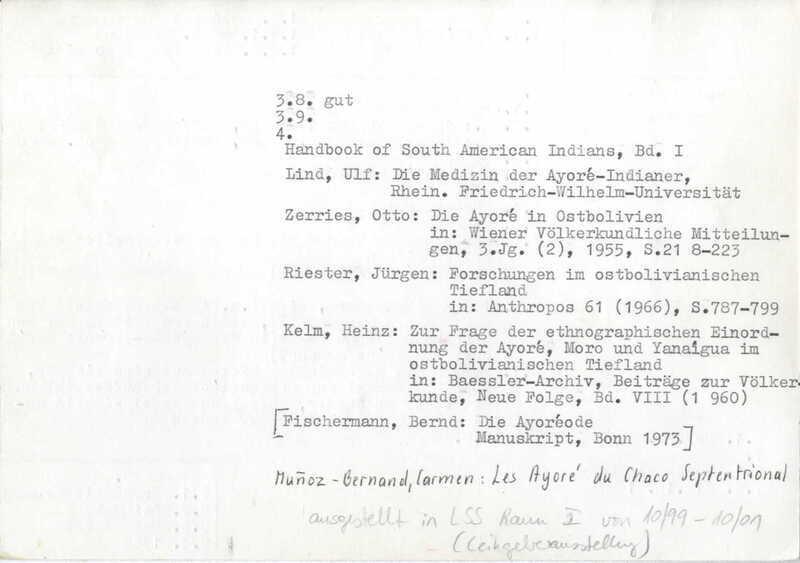 3.8. gut
3.9.
4.
Handbook of South American Indians, Bd. I
Lind, Ulf: Die Medizin der Ayoré-Indianer,
Rhein. Friedrich-Wilhelm-Universität
Zerries, Otto: Die Ayoré in Ostbolivien
in: Wiener Völkerkundliche Mitteilun-
gen, 3.Jg. (2), 1955, S.21 8-223
Riester, Jürgen: Forschungen im ostbolivianischen
Tiefland
in: Anthropos 61 (1966), S.787-799
Kelm, Heinz: Zur Frage der ethnographischen Einord-
nung der Ayoré, Moro und Yanaigua im
ostbolivianischen Tiefland
in: Baessler-Archiv, Beiträge zur Völker-
kunde, Neue Folge, Bd. VIII (1 960)
[Fischermann, Bernd: Die Ayoréode
Manuskript, Bonn 1973]
Muñoz-Bernand, Carmen: Les Ayoré du Chaco Septentrional
ausgestellt in LSS Raum I von 10/99 - 10/01
(Leihgeberausstellung)